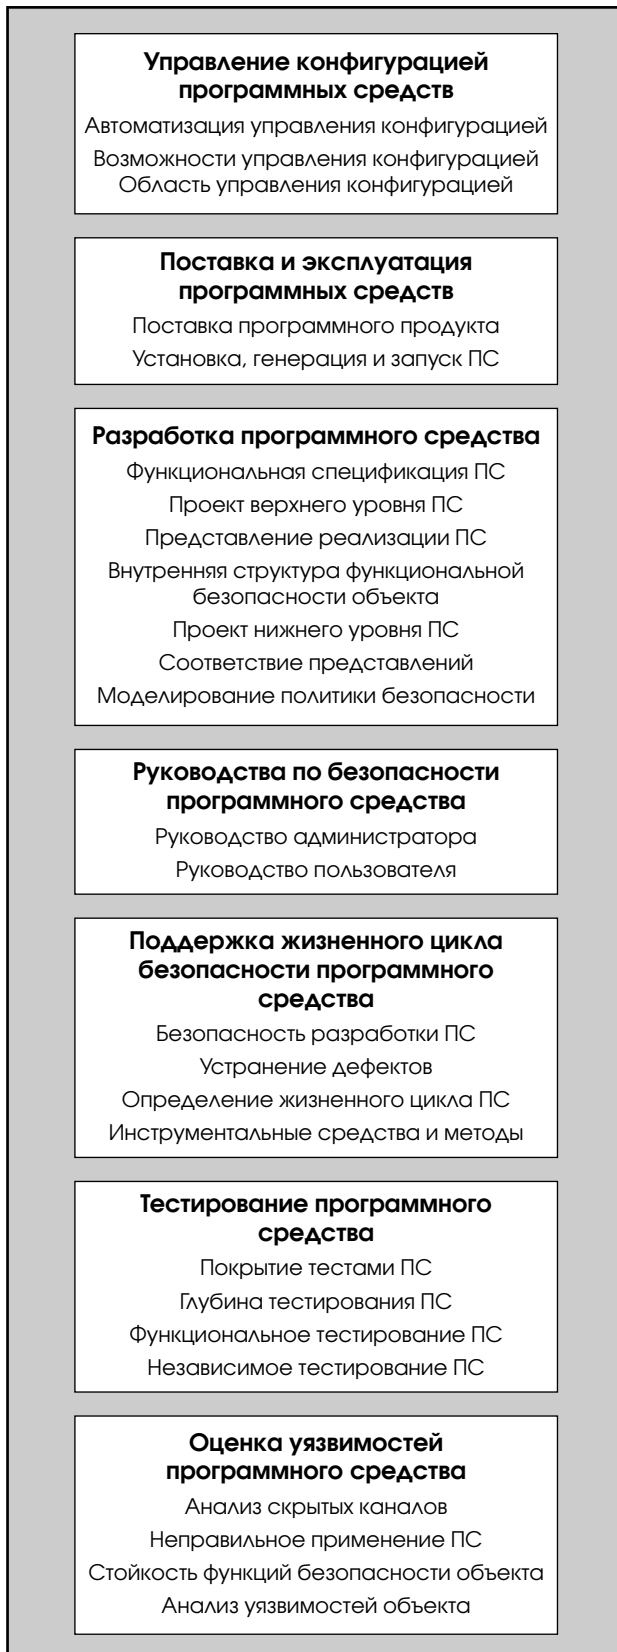 Управление конфигурацией
программных средств
Автоматизация управления конфигурацией
Возможности управления конфигурацией
Область управления конфигурацией
Поставка и эксплуатация
программных средств
Поставка программного продукта
Установка, генерация и запуск ПС
Разработка программного средства
Функциональная спецификация ПС
Проект верхнего уровня ПС
Представление реализации ПС
Внутренняя структура функциональной
безопасности объекта
Проект нижнего уровня ПС
Соответствие представлений
Моделирование политики безопасности
Руководства по безопасности
программного средства
Руководство администратора
Руководство пользователя
Поддержка жизненного цикла
безопасности программного
средства
Безопасность разработки ПС
Устранение дефектов
Определение жизненного цикла ПС
Инструментальные средства и методы
Тестирование программного
средства
Покрытие тестами ПС
Глубина тестирования ПС
Функциональное тестирование ПС
Независимое тестирование ПС
Оценка уязвимостей
программного средства
Анализ скрытых каналов
Неправильное применение ПС
Стойкость функций безопасности объекта
Анализ уязвимостей объекта